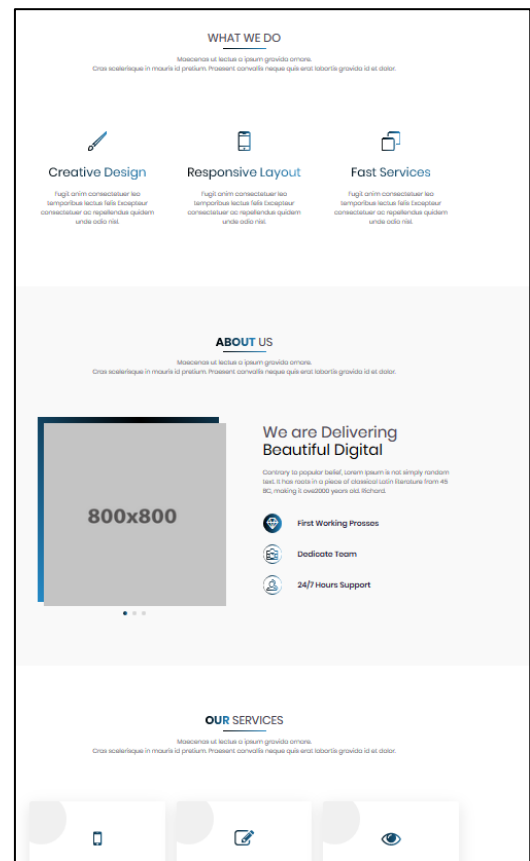 WHAT WE DO
Maecenas ut lectus a ipsum gravida ornare.
Cras scelerisque in mauris id pretium. Praesent convallis neque quis erat lobortis gravida id et dolor.
Creative Design
Fugit anim consectetuer leo
temporibus lectus felis Excepteur
consectetuer ac repellendus quidem
unde odio nisl.
Responsive Layout
Fugit anim consectetuer leo
temporibus lectus felis Excepteur
consectetuer ac repellendus quidem
unde odio nisl.
Fast Services
Fugit anim consectetuer leo
temporibus lectus felis Excepteur
consectetuer ac repellendus quidem
unde odio nisl.
ABOUT US
Maecenas ut lectus a ipsum gravida ornare.
Cras scelerisque in mauris id pretium. Praesent convallis neque quis erat lobortis gravida id et dolor.
800x800
We are Delivering
Beautiful Digital
Contrary to popular belief, Lorem Ipsum is not simply random
text. It has roots in a piece of classical Latin literature from 45
BC, making it ove2000 years old. Richard.
First Working Prosses
Dedicate Team
24/7 Hours Support
OUR SERVICES
Maecenas ut lectus a ipsum gravida ornare.
Cras scelerisque in mauris id pretium. Praesent convallis neque quis erat lobortis gravida id et dolor.